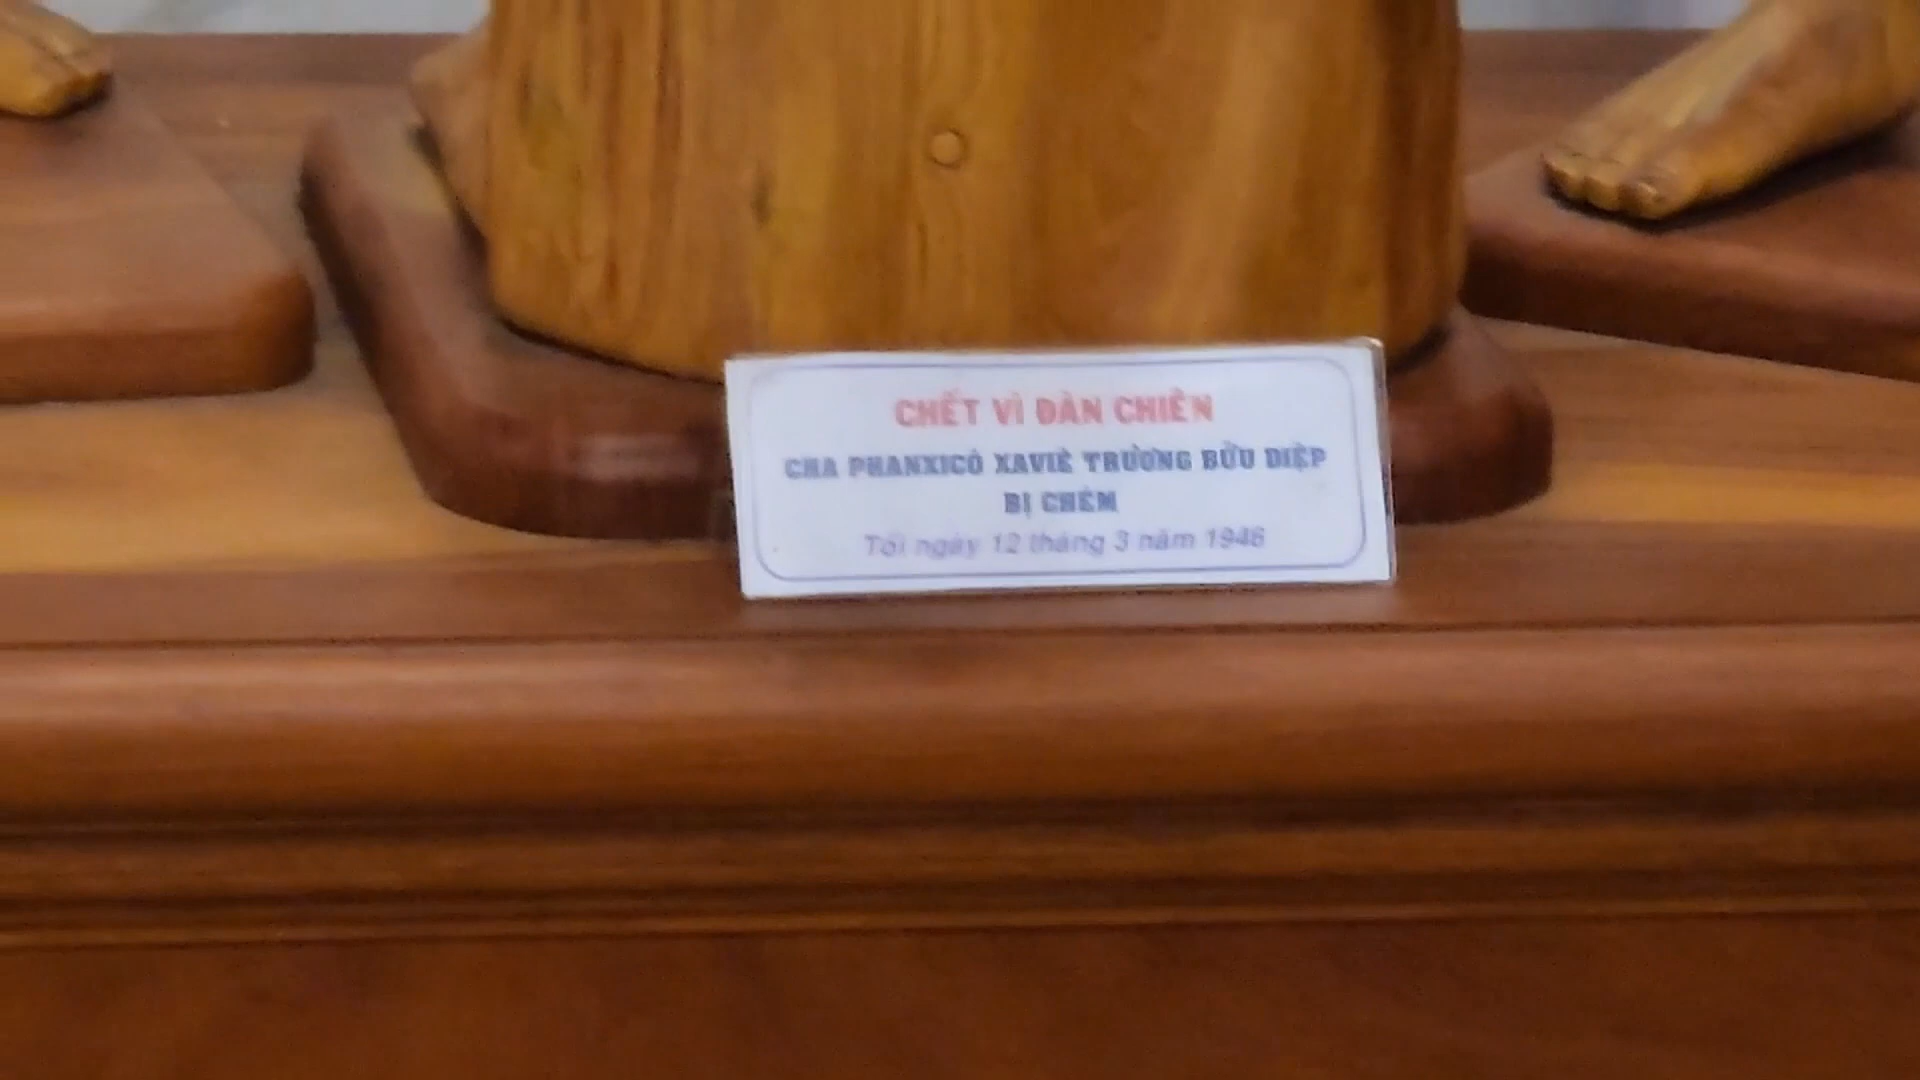 CHẾT VÌ ĐÀN CHIÊN
CHA PHANXICÔ XAVIÊ TRƯƠNG BỬU DIỆP
BỊ CHÉM
Tối ngày 12 tháng 3 năm 1946